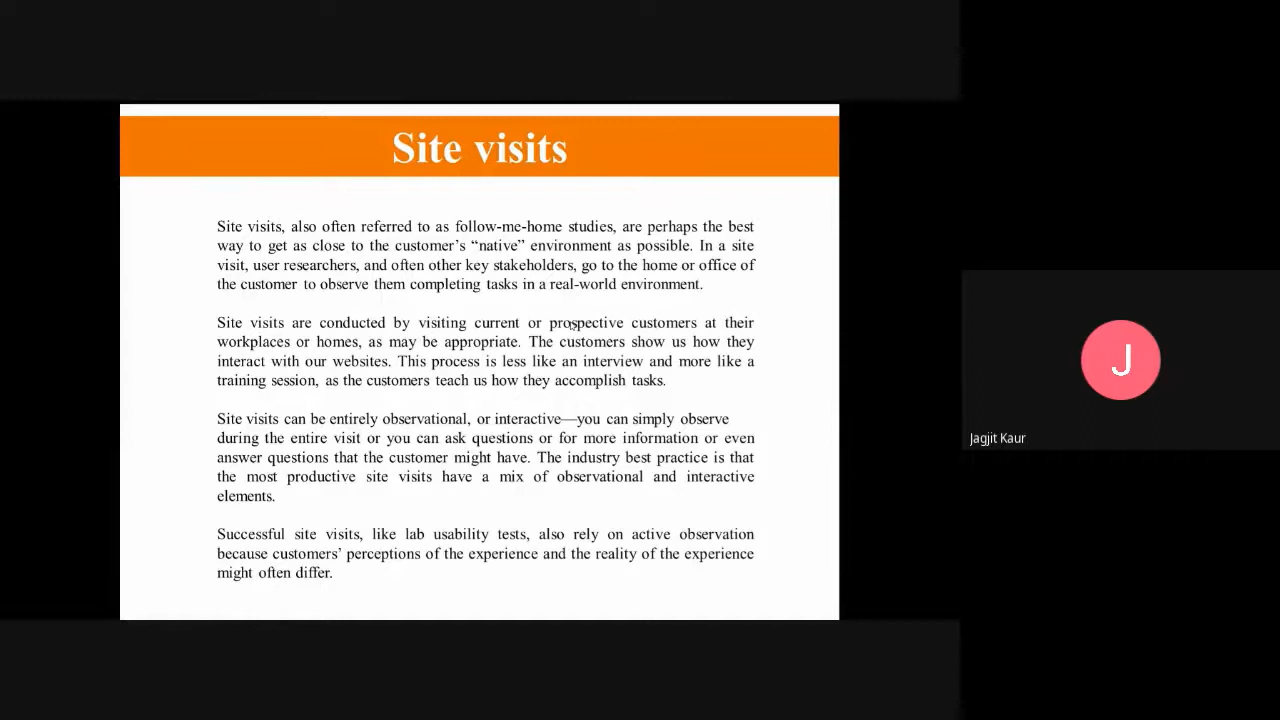 Site visits
Site visits, also often referred to as follow-me-home studies, are perhaps the best
way to get as close to the customer’s “native” environment as possible. In a site
visit, user researchers, and often other key stakeholders, go to the home or office of
the customer to observe them completing tasks in a real-world environment.
Site visits are conducted by visiting current or prospective customers at their
workplaces or homes, as may be appropriate. The customers show us how they
interact with our websites. This process is less like an interview and more like a
training session, as the customers teach us how they accomplish tasks.
Site visits can be entirely observational, or interactive—you can simply observe
during the entire visit or you can ask questions or for more information or even
answer questions that the customer might have. The industry best practice is that
the most productive site visits have a mix of observational and interactive
elements.
Successful site visits, like lab usability tests, also rely on active observation
because customers’ perceptions of the experience and the reality of the experience
might often differ.
J
Jagjit Kaur